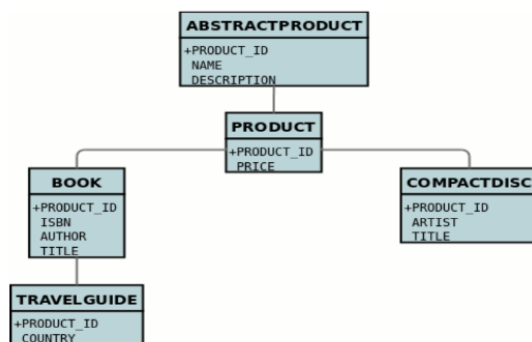 ABSTRACTPRODUCT
+PRODUCT_ID
NAME
DESCRIPTION
PRODUCT
+PRODUCT_ID
PRICE
BOOK
+PRODUCT_ID
ISBN
AUTHOR
TITLE
COMPACTDISC
+PRODUCT_ID
ARTIST
TITLE
TRAVELGUIDE
+PRODUCT_ID
COUNTRY